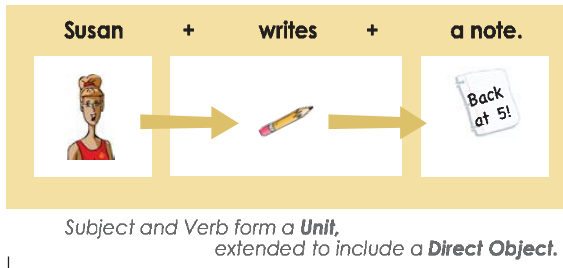 Susan + writes + a note.
Back
at 5!
Subject and Verb form a Unit,
extended to include a Direct Object.